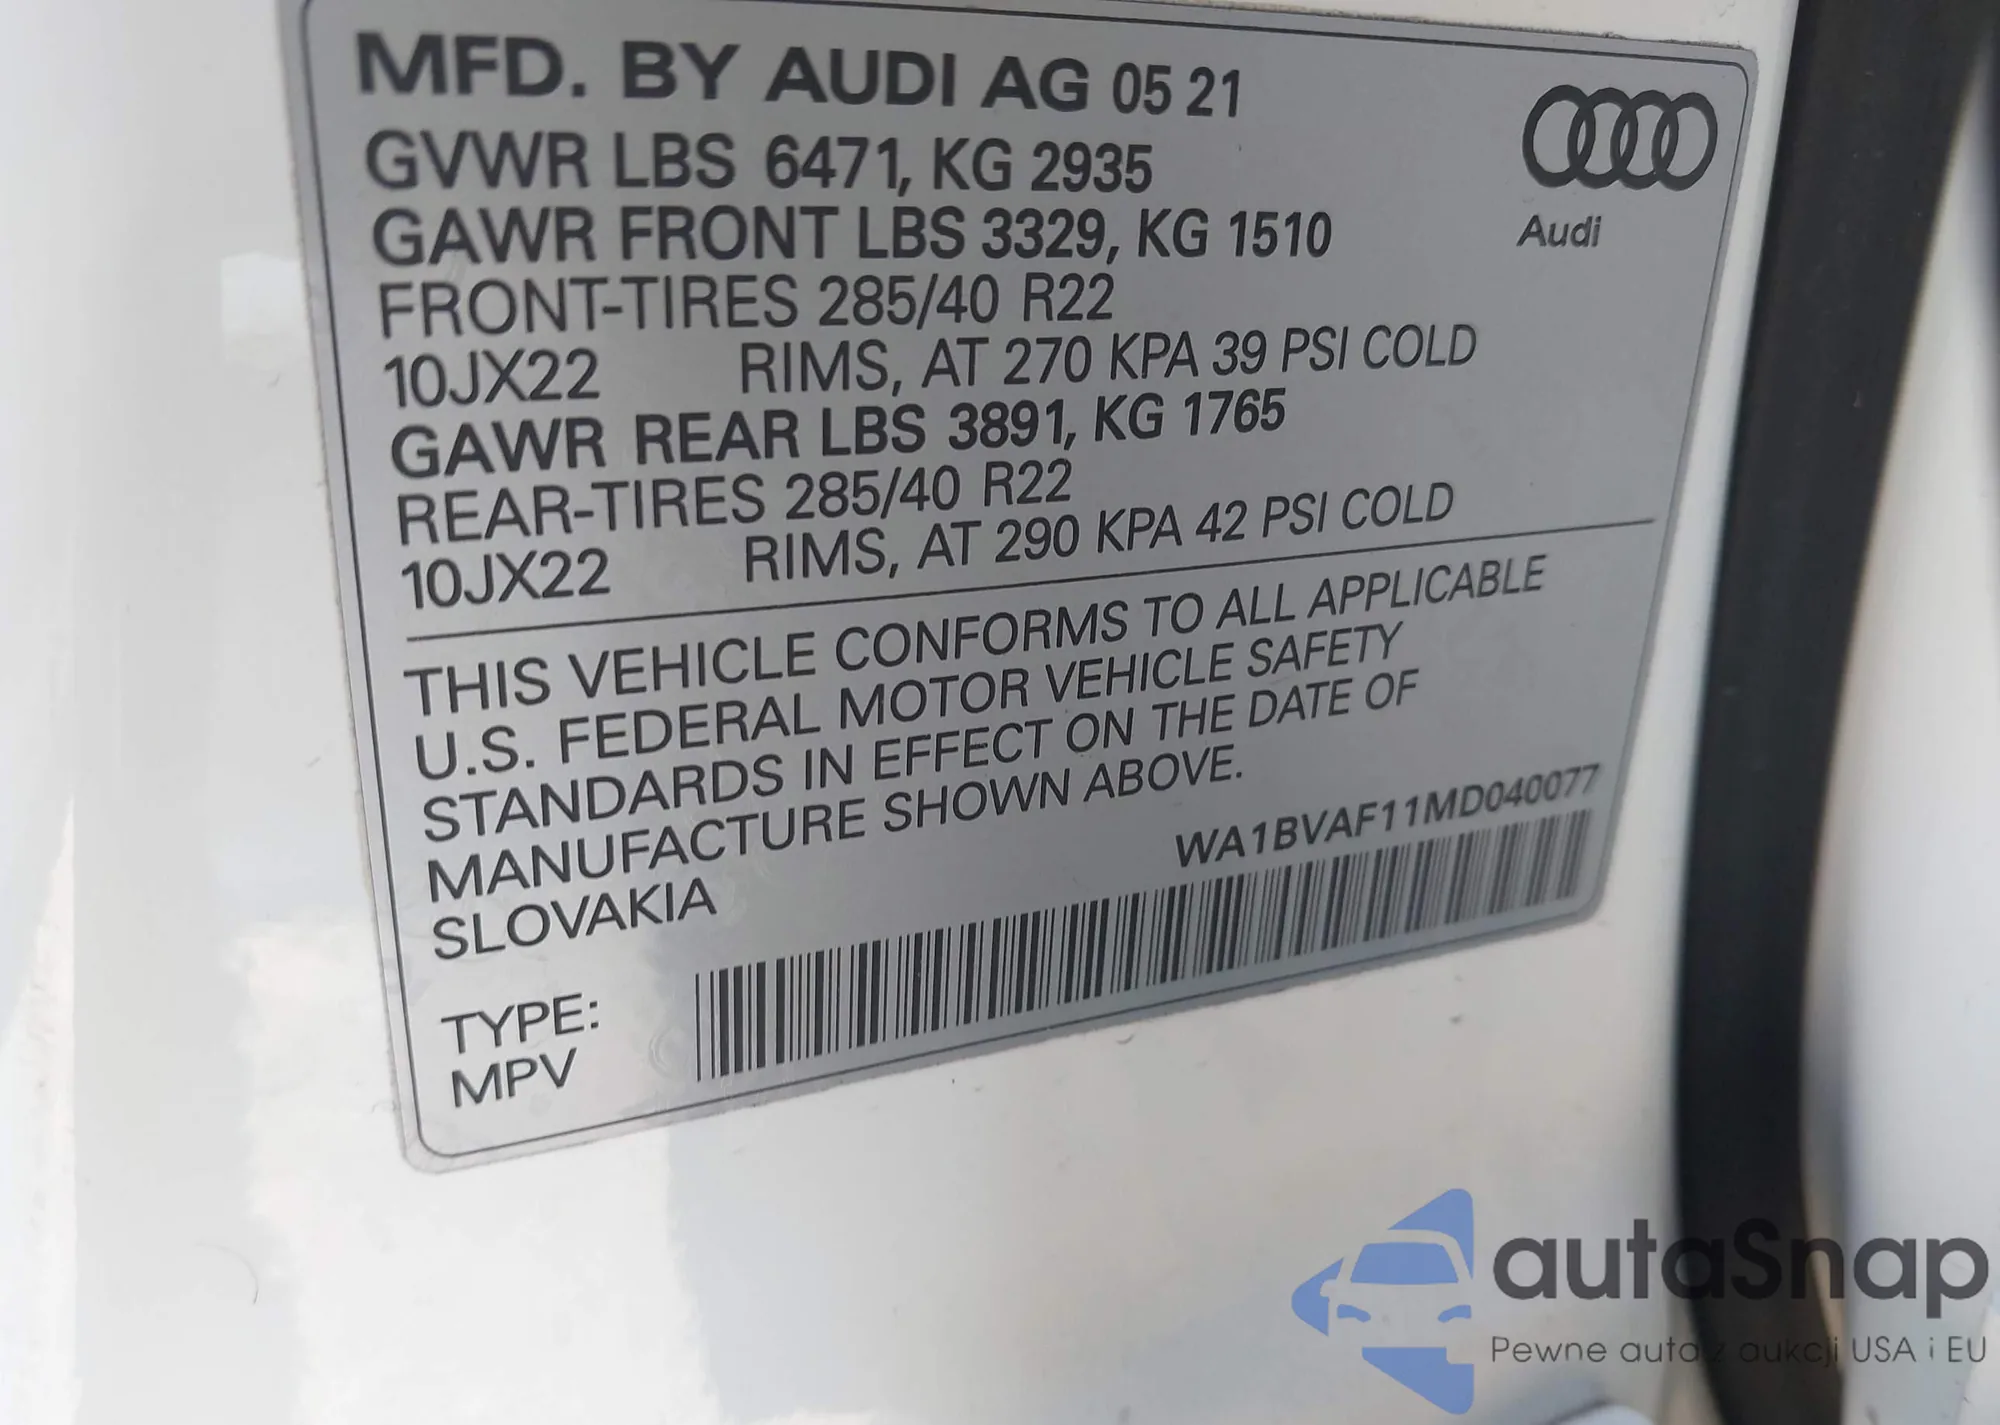 MFD. BY AUDI AG 05 21
GVWR LBS 6471, KG 2935
GAWR FRONT LBS 3329, KG 1510
FRONT-TIRES 285/40 R22
10JX22 RIMS, AT 270 KPA 39 PSI COLD
GAWR REAR LBS 3891, KG 1765
REAR-TIRES 285/40 R22
10JX22 RIMS, AT 290 KPA 42 PSI COLD
Audi
THIS VEHICLE CONFORMS TO ALL APPLICABLE
U.S. FEDERAL MOTOR VEHICLE SAFETY
STANDARDS IN EFFECT ON THE DATE OF
MANUFACTURE SHOWN ABOVE.
SLOVAKIA
WA1BVAF11MD040077
TYPE:
MPV
autaSnap
Pewne auta z aukcji USA i EU